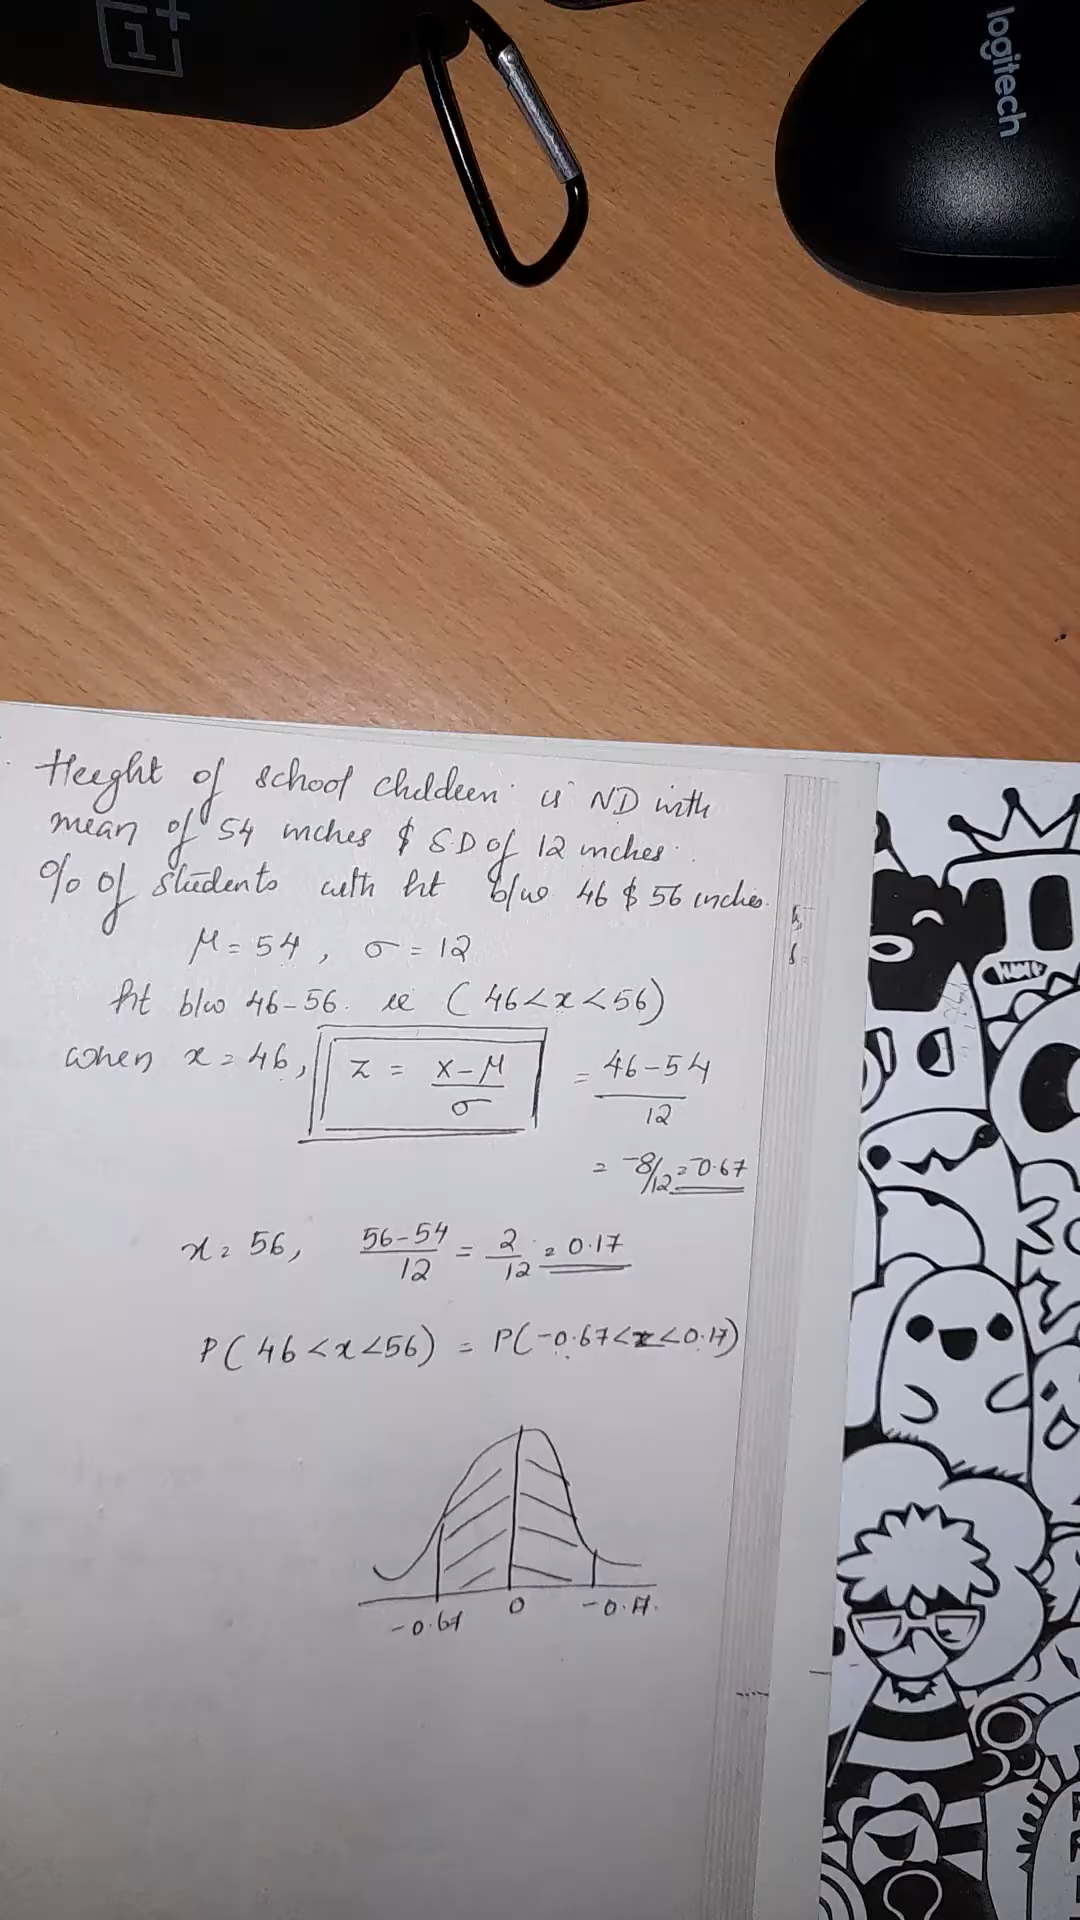 1+
logitech
Height of school children is ND with
mean of 54 inches & SD of 12 inches.
% of students with ht b/w 46 & 56 inches.
μ = 54 , σ = 12
ht b/w 46-56. ie (46<x<56)
when x = 46, z = x-μ/σ = 46-54/12
= -8/12 = -0.67
x = 56, 56-54/12 = 2/12 = 0.17
P(46<x<56) = P(-0.67<z<0.17)
-0.67 0 -0.17.